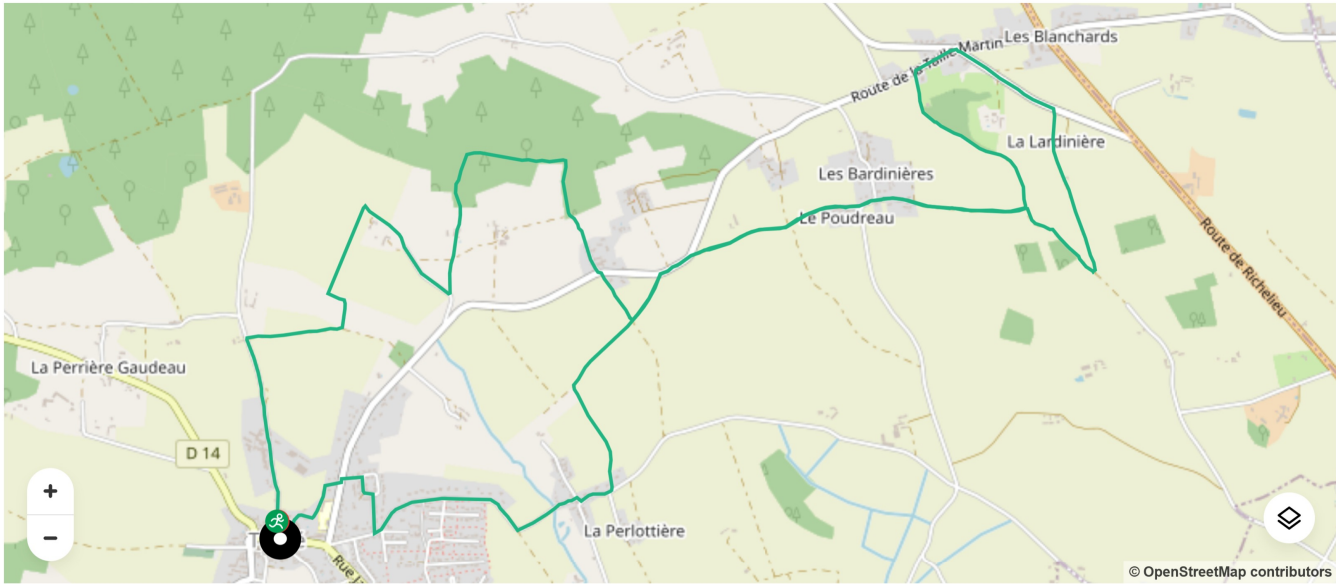 Les Blanchards
Route de la Taille Martin
La Lardinière
Les Bardinières
Le Poudreau
Route de Richelieu
La Perrière Gaudeau
D 14
+
−
La Perlottière
Rue
© OpenStreetMap contributors